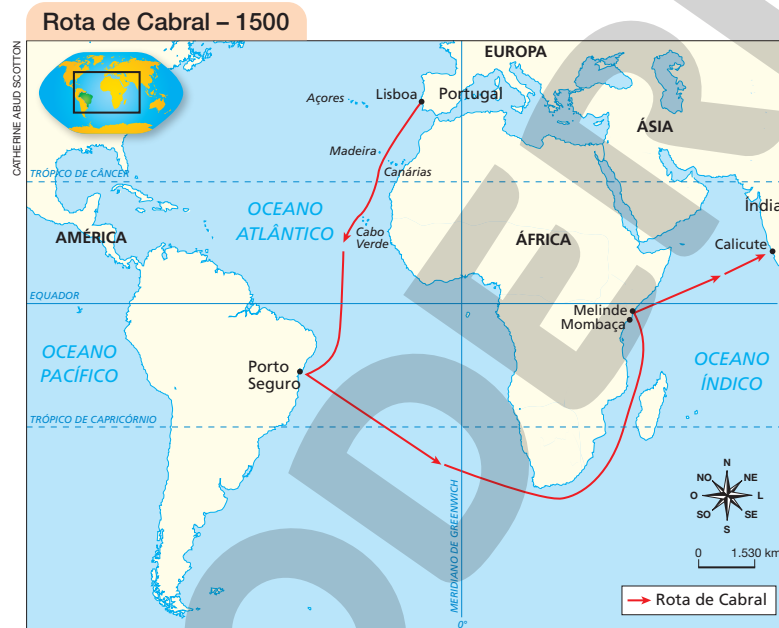 Rota de Cabral – 1500
CATHERINE ABUD SCOTTON
EUROPA
Açores
Lisboa
Portugal
ÁSIA
Madeira
Canárias
TRÓPICO DE CÂNCER
OCEANO
ATLÂNTICO
Cabo
Verde
AMÉRICA
ÁFRICA
Índia
Calicute
EQUADOR
Melinde
Mombaça
OCEANO
PACÍFICO
Porto
Seguro
OCEANO
ÍNDICO
TRÓPICO DE CAPRICÓRNIO
MERIDIANO DE GREENWICH
0°
N
NO NE
O L
SO SE
S
0 1.530 km
Rota de Cabral